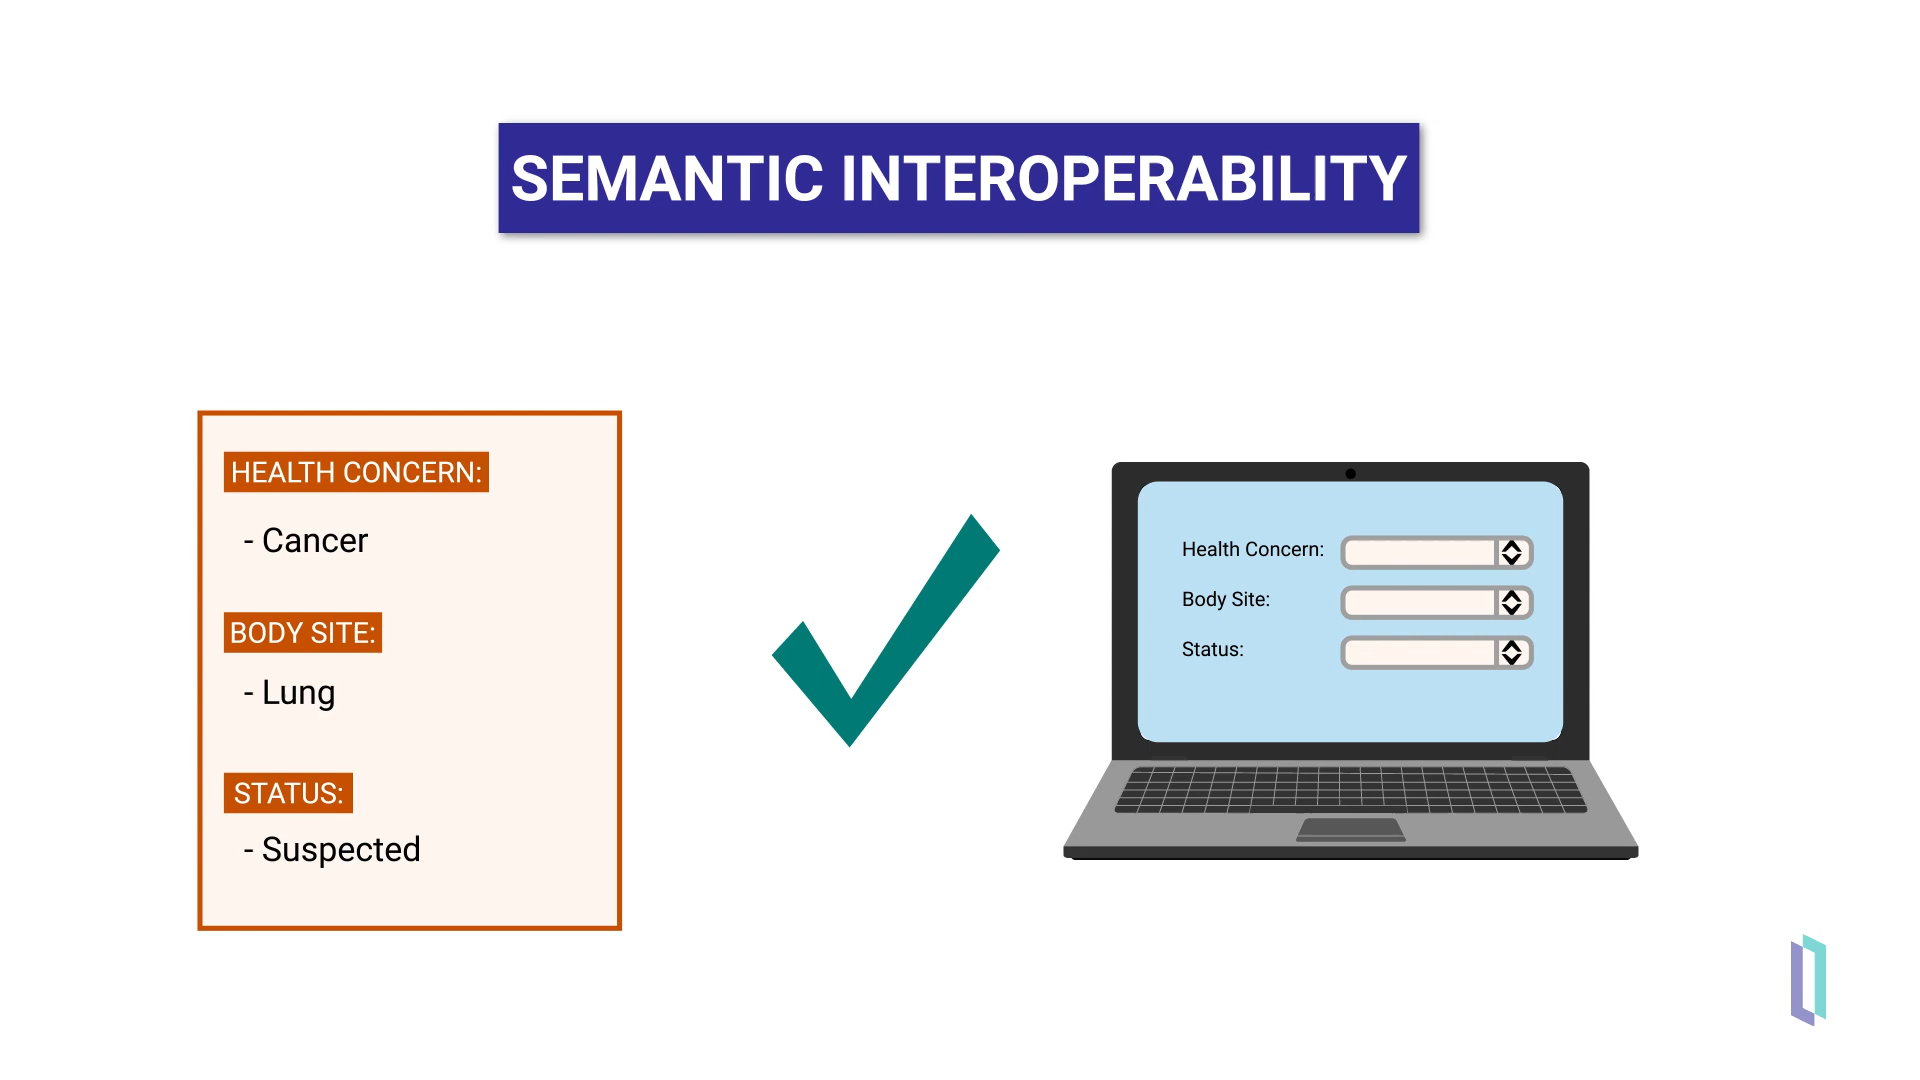 SEMANTIC INTEROPERABILITY
HEALTH CONCERN:
- Cancer
BODY SITE:
- Lung
STATUS:
- Suspected
Health Concern:
Body Site:
Status: